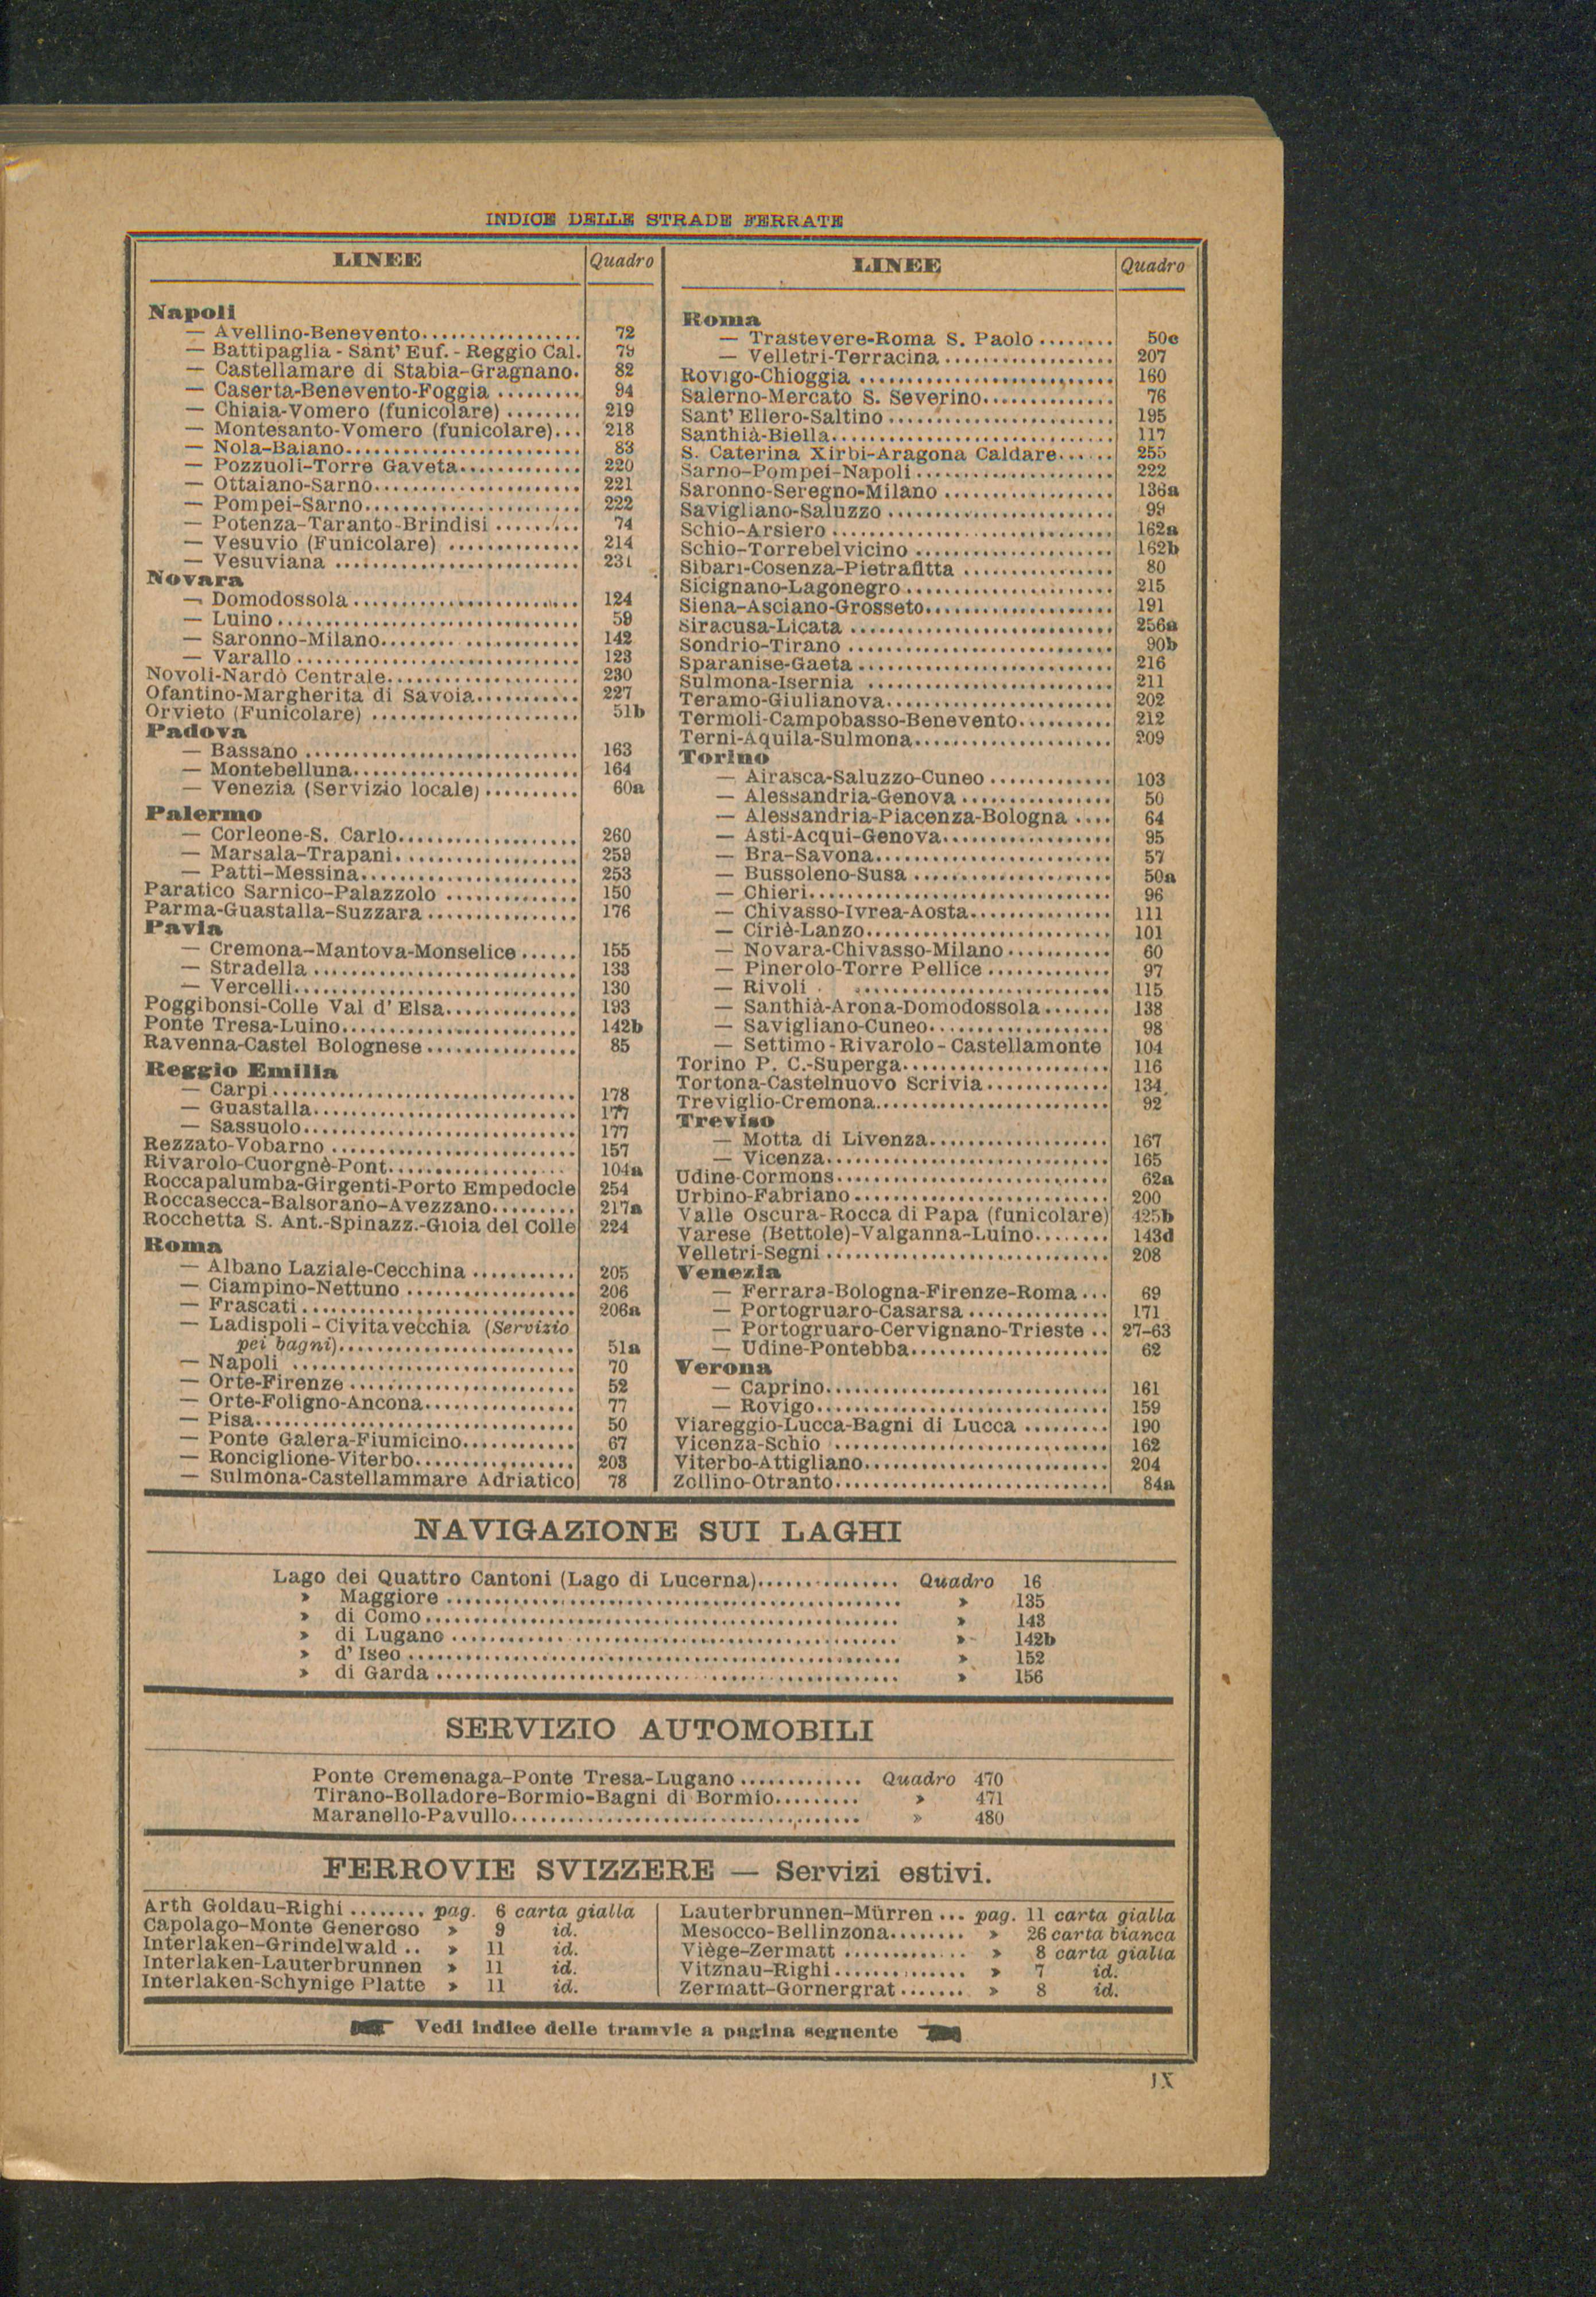 INDICE DELLE STRADE FERRATE
LINEE Quadro
Napoli
— Avellino-Benevento................. 72
— Battipaglia - Sant' Euf. - Reggio Cal. 79
— Castellamare di Stabia-Gragnano. 82
— Caserta-Benevento-Foggia ......... 94
— Chiaia-Vomero (funicolare) ........ 219
— Montesanto-Vomero (funicolare)... 218
— Nola-Baiano......................... 83
— Pozzuoli-Torre Gaveta............. 220
— Ottaiano-Sarno...................... 221
— Pompei-Sarno....................... 222
— Potenza-Taranto-Brindisi ......... 74
— Vesuvio (Funicolare) .............. 214
— Vesuviana .......................... 231
Novara
— Domodossola........................ 124
— Luino................................ 59
— Saronno-Milano..................... 142
— Varallo.............................. 123
Novoli-Nardò Centrale.................... 230
Ofantino-Margherita di Savoia........... 227
Orvieto (Funicolare) ...................... 51b
Padova
— Bassano ............................. 163
— Montebelluna........................ 164
— Venezia (Servizio locale) .......... 60a
Palermo
— Corleone-S. Carlo................... 260
— Marsala-Trapani.................... 259
— Patti-Messina....................... 253
Paratico Sarnico-Palazzolo .............. 150
Parma-Guastalla-Suzzara ................ 176
Pavia
— Cremona-Mantova-Monselice...... 155
— Stradella............................ 133
— Vercelli.............................. 130
Poggibonsi-Colle Val d' Elsa.............. 193
Ponte Tresa-Luino......................... 142b
Ravenna-Castel Bolognese................ 85
Reggio Emilia
— Carpi................................ 178
— Guastalla............................ 177
— Sassuolo............................. 177
Rezzato-Vobarno .......................... 157
Rivarolo-Cuorgnè-Pont................... 104a
Roccapalumba-Girgenti-Porto Empedocle 254
Roccasecca-Balsorano-Avezzano......... 217a
Rocchetta S. Ant.-Spinazz.-Gioia del Colle 224
Roma
— Albano Laziale-Cecchina ........... 205
— Ciampino-Nettuno .................. 206
— Frascati............................. 206a
— Ladispoli - Civitavecchia (Servizio
pei bagni)......................... 51a
— Napoli .............................. 70
— Orte-Firenze........................ 52
— Orte-Foligno-Ancona................ 77
— Pisa.................................. 50
— Ponte Galera-Fiumicino............ 67
— Ronciglione-Viterbo................. 203
— Sulmona-Castellammare Adriatico 78
LINEE Quadro
Roma
— Trastevere-Roma S. Paolo ........ 50c
— Velletri-Terracina .................. 207
Rovigo-Chioggia ........................... 160
Salerno-Mercato S. Severino.............. 76
Sant' Ellero-Saltino........................ 195
Santhià-Biella.............................. 117
S. Caterina Xirbi-Aragona Caldare...... 255
Sarno-Pompei-Napoli..................... 222
Saronno-Seregno-Milano .................. 136a
Savigliano-Saluzzo ........................ 99
Schio-Arsiero .............................. 162a
Schio-Torrebelvicino ..................... 162b
Sibari-Cosenza-Pietrafitta ................ 80
Sicignano-Lagonegro...................... 215
Siena-Asciano-Grosseto.................... 191
Siracusa-Licata ............................ 256a
Sondrio-Tirano ............................ 90b
Sparanise-Gaeta........................... 216
Sulmona-Isernia .......................... 211
Teramo-Giulianova........................ 202
Termoli-Campobasso-Benevento.......... 212
Terni-Aquila-Sulmona..................... 209
Torino
— Airasca-Saluzzo-Cuneo ............. 103
— Alessandria-Genova ................ 50
— Alessandria-Piacenza-Bologna .... 64
— Asti-Acqui-Genova.................. 95
— Bra-Savona......................... 57
— Bussoleno-Susa ..................... 50a
— Chieri................................ 96
— Chivasso-Ivrea-Aosta............... 111
— Ciriè-Lanzo.......................... 101
— Novara-Chivasso-Milano........... 60
— Pinerolo-Torre Pellice ............. 97
— Rivoli . ........................... 115
— Santhià-Arona-Domodossola....... 138
— Savigliano-Cuneo................... 98
— Settimo - Rivarolo - Castellamonte 104
Torino P. C.-Superga...................... 116
Tortona-Castelnuovo Scrivia............. 134
Treviglio-Cremona......................... 92
Treviso
— Motta di Livenza................... 167
— Vicenza.............................. 165
Udine-Cormons............................. 62a
Urbino-Fabriano........................... 200
Valle Oscura-Rocca di Papa (funicolare) 425b
Varese (Bettole)-Valganna-Luino........ 143d
Velletri-Segni.............................. 208
Venezia
— Ferrara-Bologna-Firenze-Roma... 69
— Portogruaro-Casarsa............... 171
— Portogruaro-Cervignano-Trieste .. 27-63
— Udine-Pontebba..................... 62
Verona
— Caprino.............................. 161
— Rovigo............................... 159
Viareggio-Lucca-Bagni di Lucca ......... 190
Vicenza-Schio ............................. 162
Viterbo-Attigliano.......................... 204
Zollino-Otranto............................. 84a
NAVIGAZIONE SUI LAGHI
Lago dei Quattro Cantoni (Lago di Lucerna)............... Quadro 16
» Maggiore ................................................ » 135
» di Como.................................................. » 143
» di Lugano ............................................... » 142b
» d' Iseo.................................................... » 152
» di Garda................................................. » 156
SERVIZIO AUTOMOBILI
Ponte Cremenaga-Ponte Tresa-Lugano ............. Quadro 470
Tirano-Bolladore-Bormio-Bagni di Bormio......... » 471
Maranello-Pavullo..................................... » 480
FERROVIE SVIZZERE — Servizi estivi.
Arth Goldau-Righi ........ pag. 6 carta gialla
Capolago-Monte Generoso » 9 id.
Interlaken-Grindelwald .. » 11 id.
Interlaken-Lauterbrunnen » 11 id.
Interlaken-Schynige Platte » 11 id.
Lauterbrunnen-Mürren ... pag. 11 carta gialla
Mesocco-Bellinzona........ » 26 carta bianca
Viège-Zermatt ............. » 8 carta gialla
Vitznau-Righi.............. » 7 id.
Zermatt-Gornergrat....... » 8 id.
Vedi indice delle tramvie a pagina seguente
IX